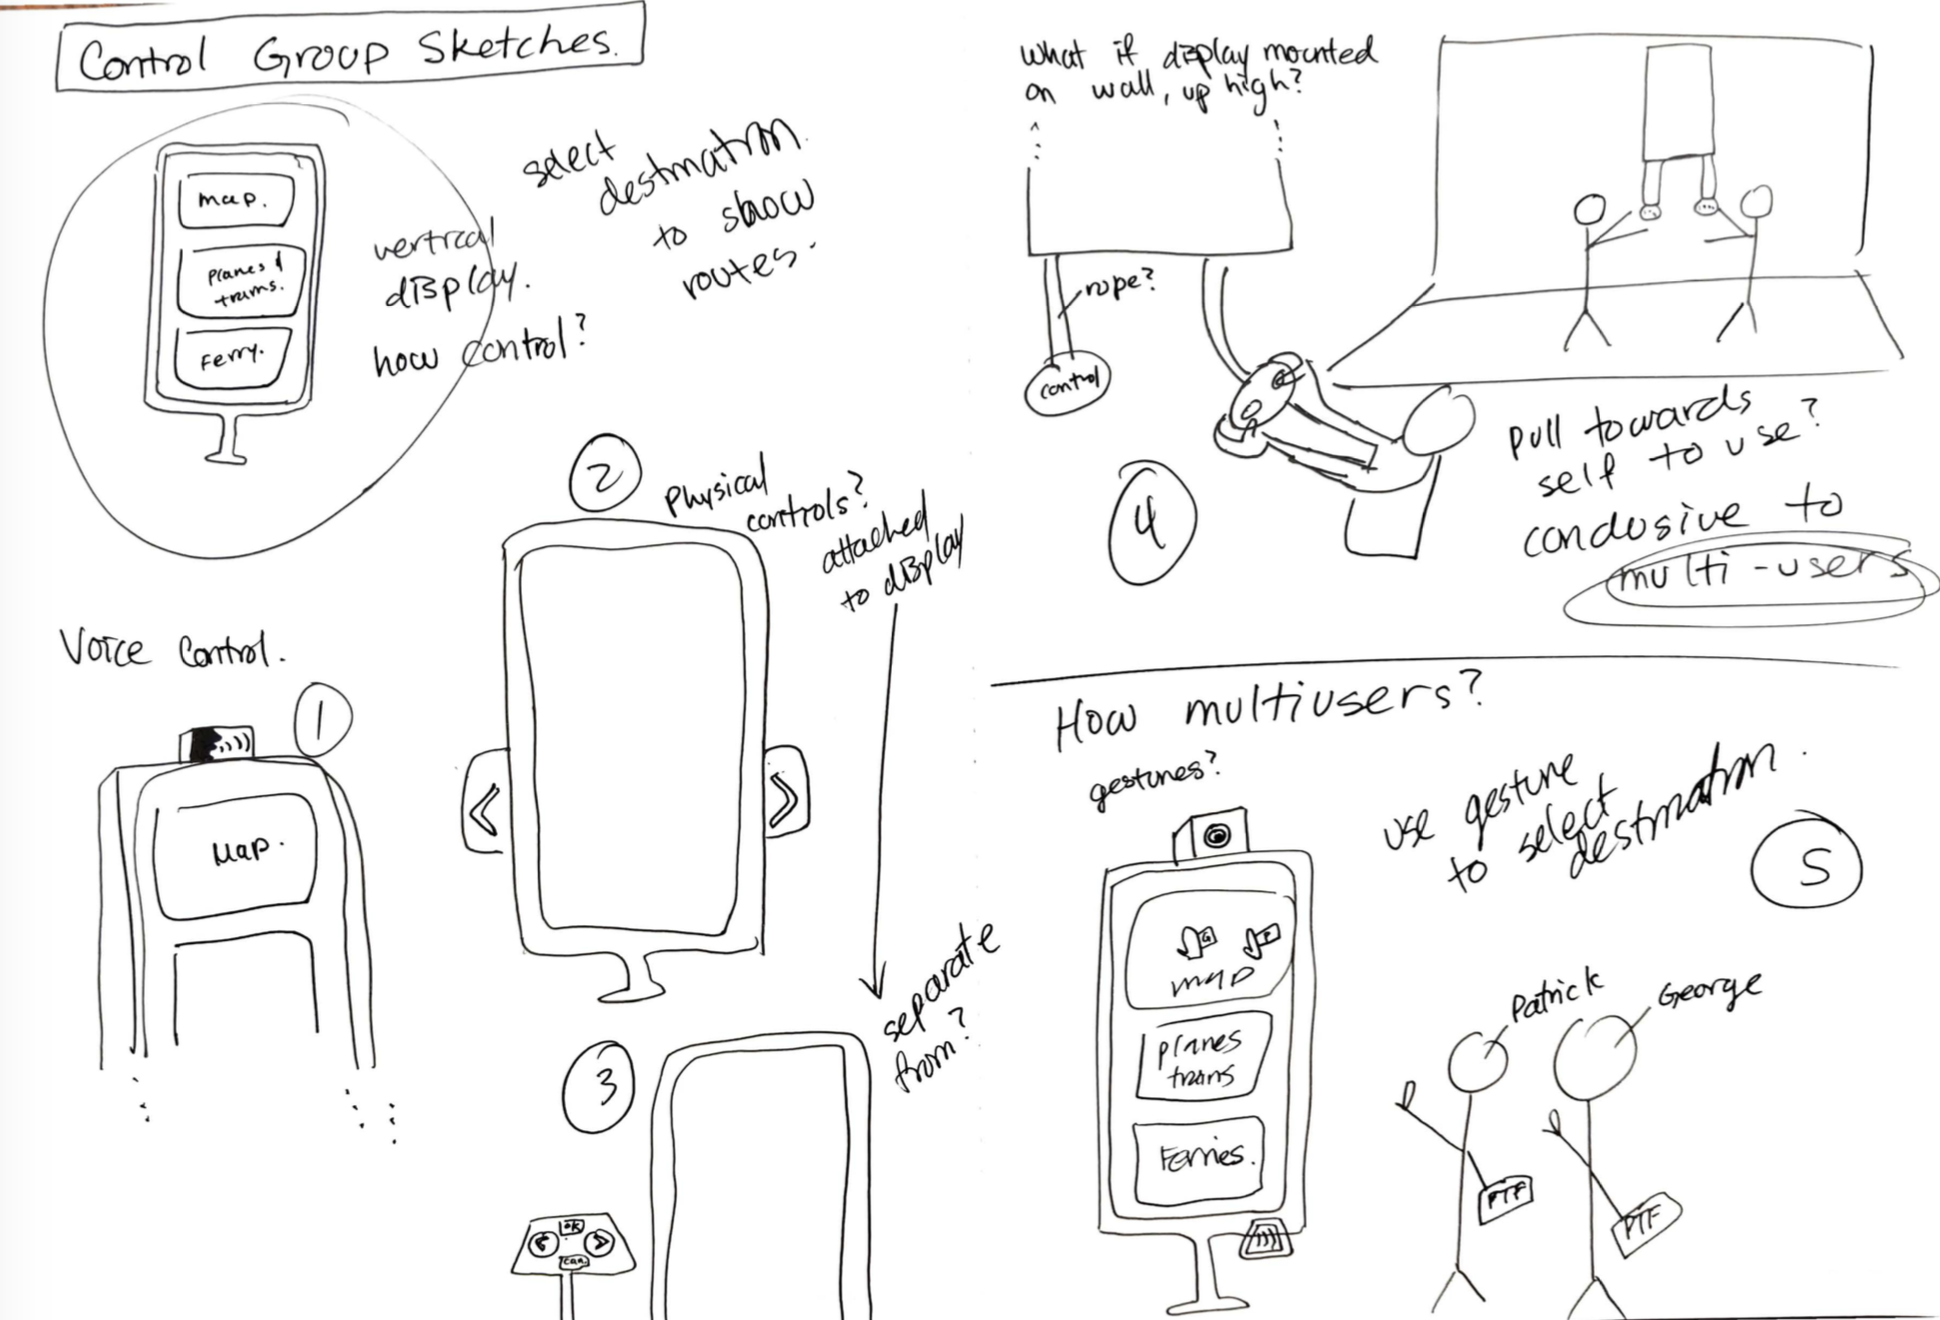 Control Group Sketches.
map.
planes &
trams.
Ferry.
vertical
display.
how control?
select
destination
to show
routes.
Voice Control.
1
Map.
2
Physical
controls?
attached
to display
<
>
separate
from?
3
ok
<
>
can.
What if display mounted
on wall, up high?
rope?
control
4
pull towards
self to use?
condusive to
multi-users
How multiusers?
gestures?
use gesture
to select
destination.
5
G
P
map
planes
trams
Ferries.
Patrick
George
PTF
PTF